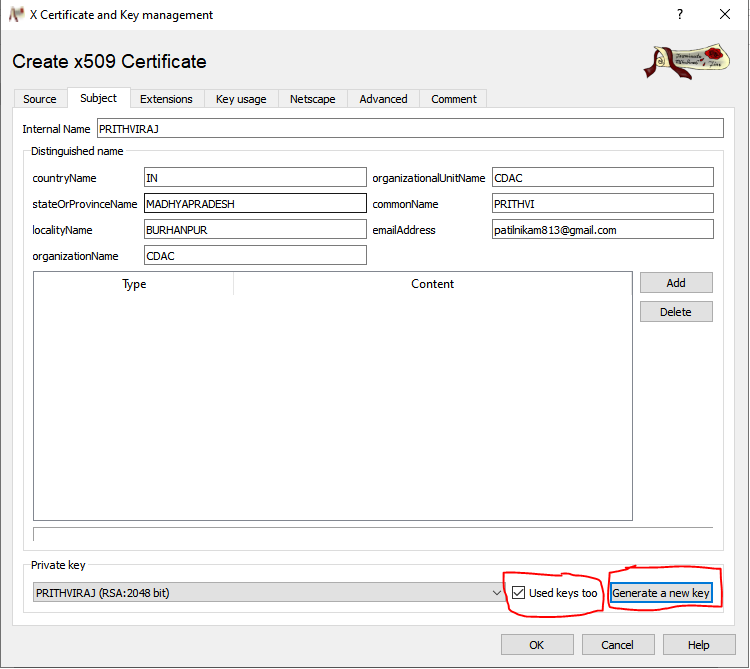 X Certificate and Key management
?
Create x509 Certificate
Source Subject Extensions Key usage Netscape Advanced Comment
Internal Name PRITHVIRAJ
Distinguished name
countryName IN organizationalUnitName CDAC
stateOrProvinceName MADHYAPRADESH commonName PRITHVI
localityName BURHANPUR emailAddress patilnikam813@gmail.com
organizationName CDAC
Type Content Add
Delete
Private key
PRITHVIRAJ (RSA:2048 bit) Used keys too Generate a new key
OK Cancel Help